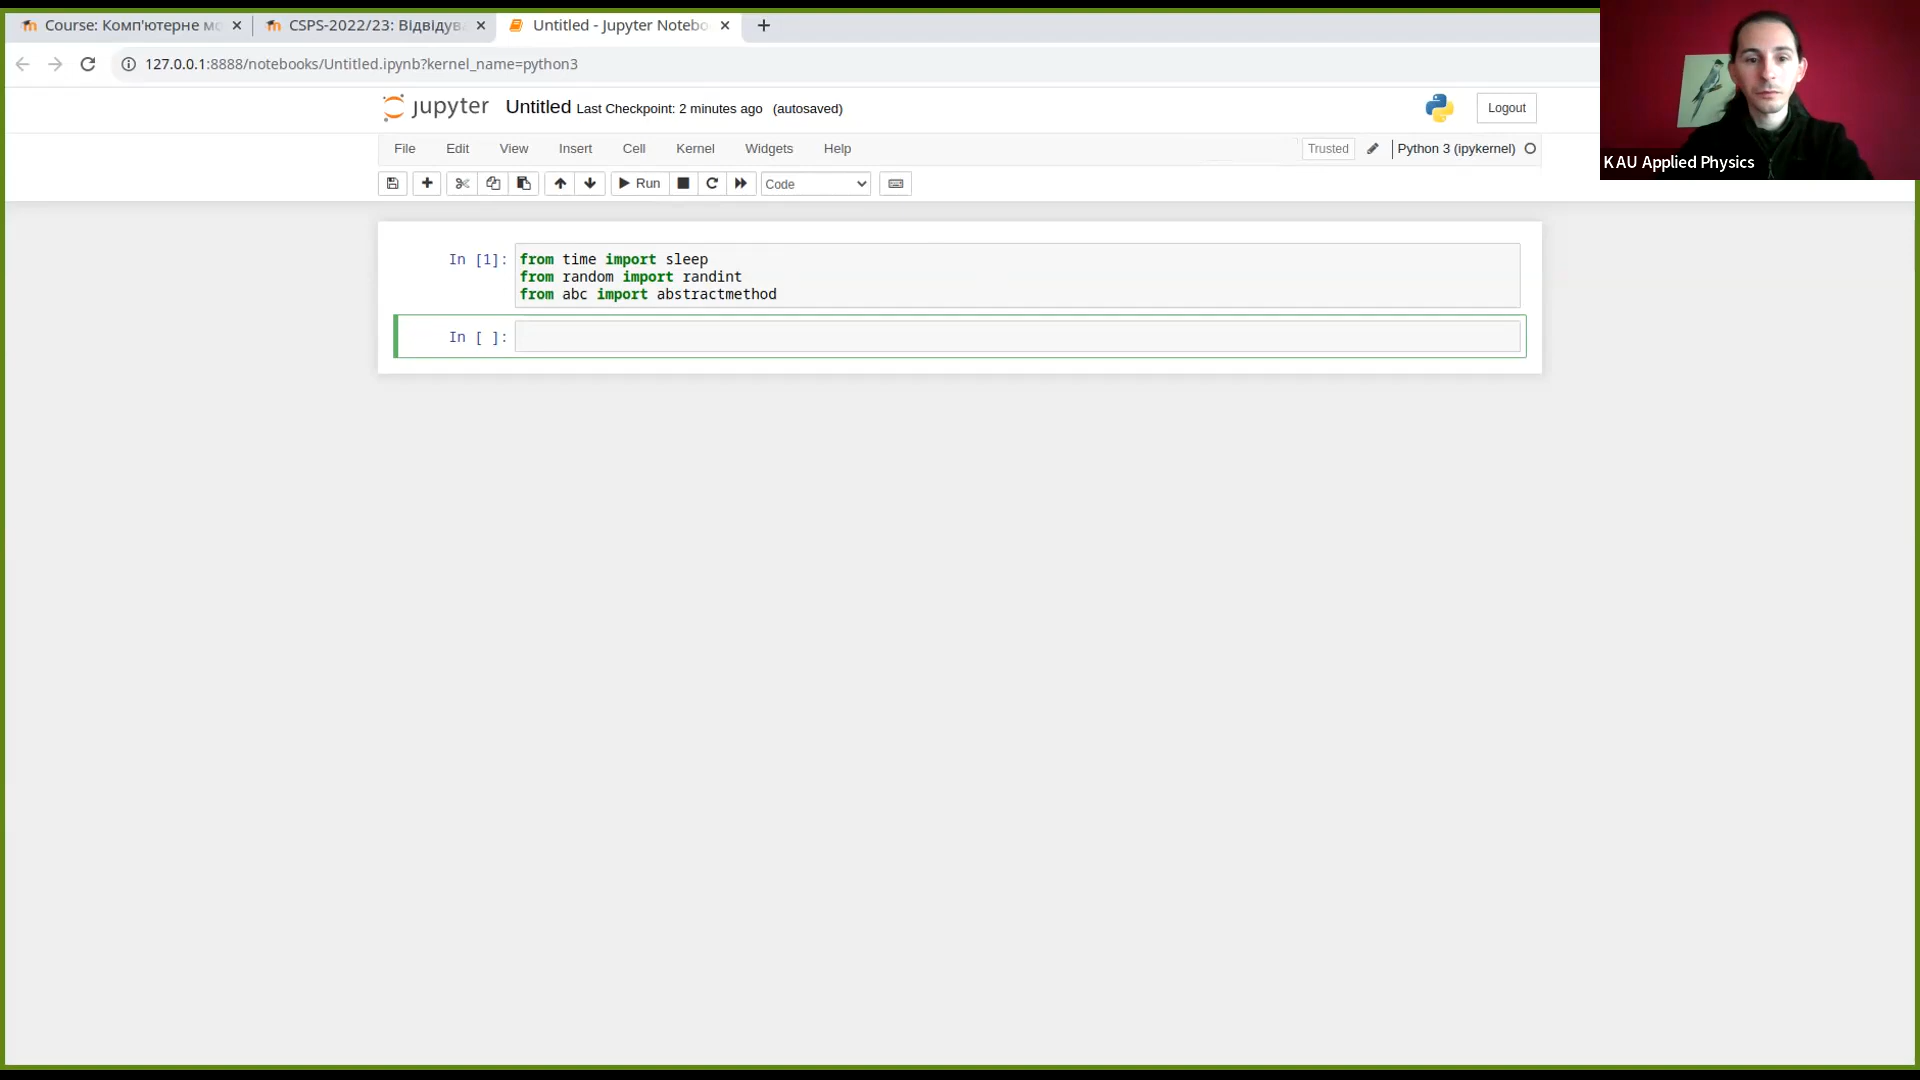 Course: Комп'ютерне мо
CSPS-2022/23: Відвідува
Untitled - Jupyter Notebo
127.0.0.1:8888/notebooks/Untitled.ipynb?kernel_name=python3
jupyter Untitled Last Checkpoint: 2 minutes ago (autosaved)
Logout
File Edit View Insert Cell Kernel Widgets Help
Trusted
Python 3 (ipykernel)
Run
Code
In [1]: from time import sleep
from random import randint
from abc import abstractmethod
In [ ]:
KAU Applied Physics